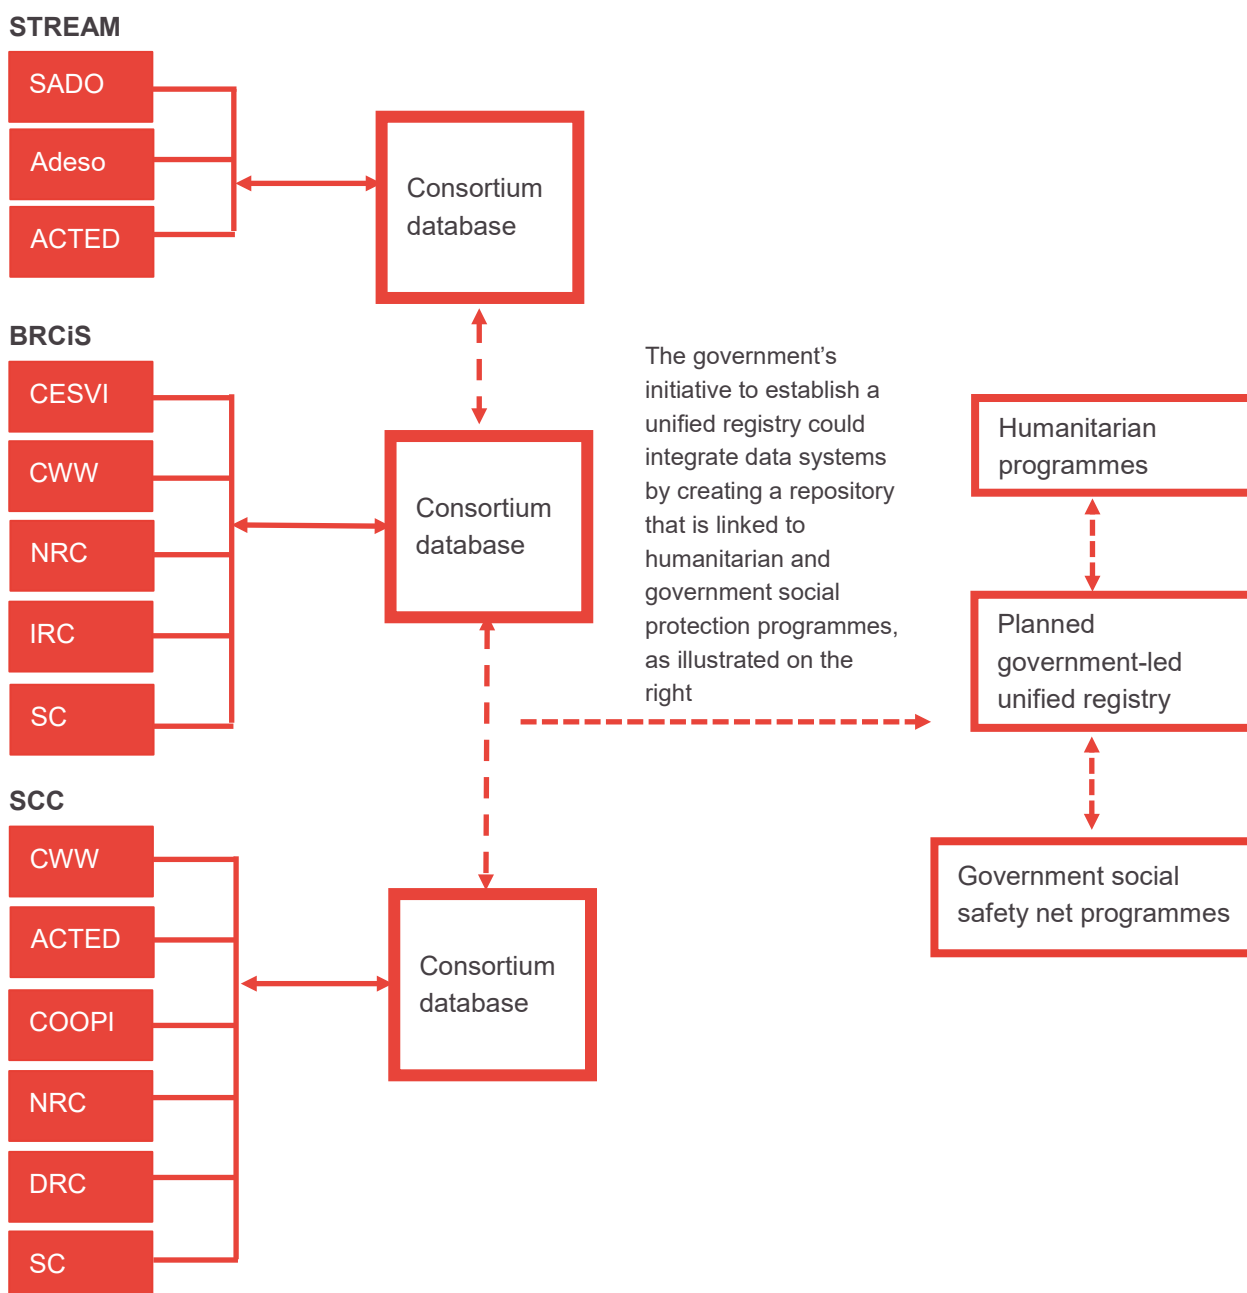 STREAM
SADO
Adeso
ACTED
Consortium
database
BRCiS
CESVI
CWW
NRC
IRC
SC
Consortium
database
The government’s
initiative to establish a
unified registry could
integrate data systems
by creating a repository
that is linked to
humanitarian and
government social
protection programmes,
as illustrated on the
right
Humanitarian
programmes
Planned
government-led
unified registry
Government social
safety net programmes
SCC
CWW
ACTED
COOPI
NRC
DRC
SC
Consortium
database